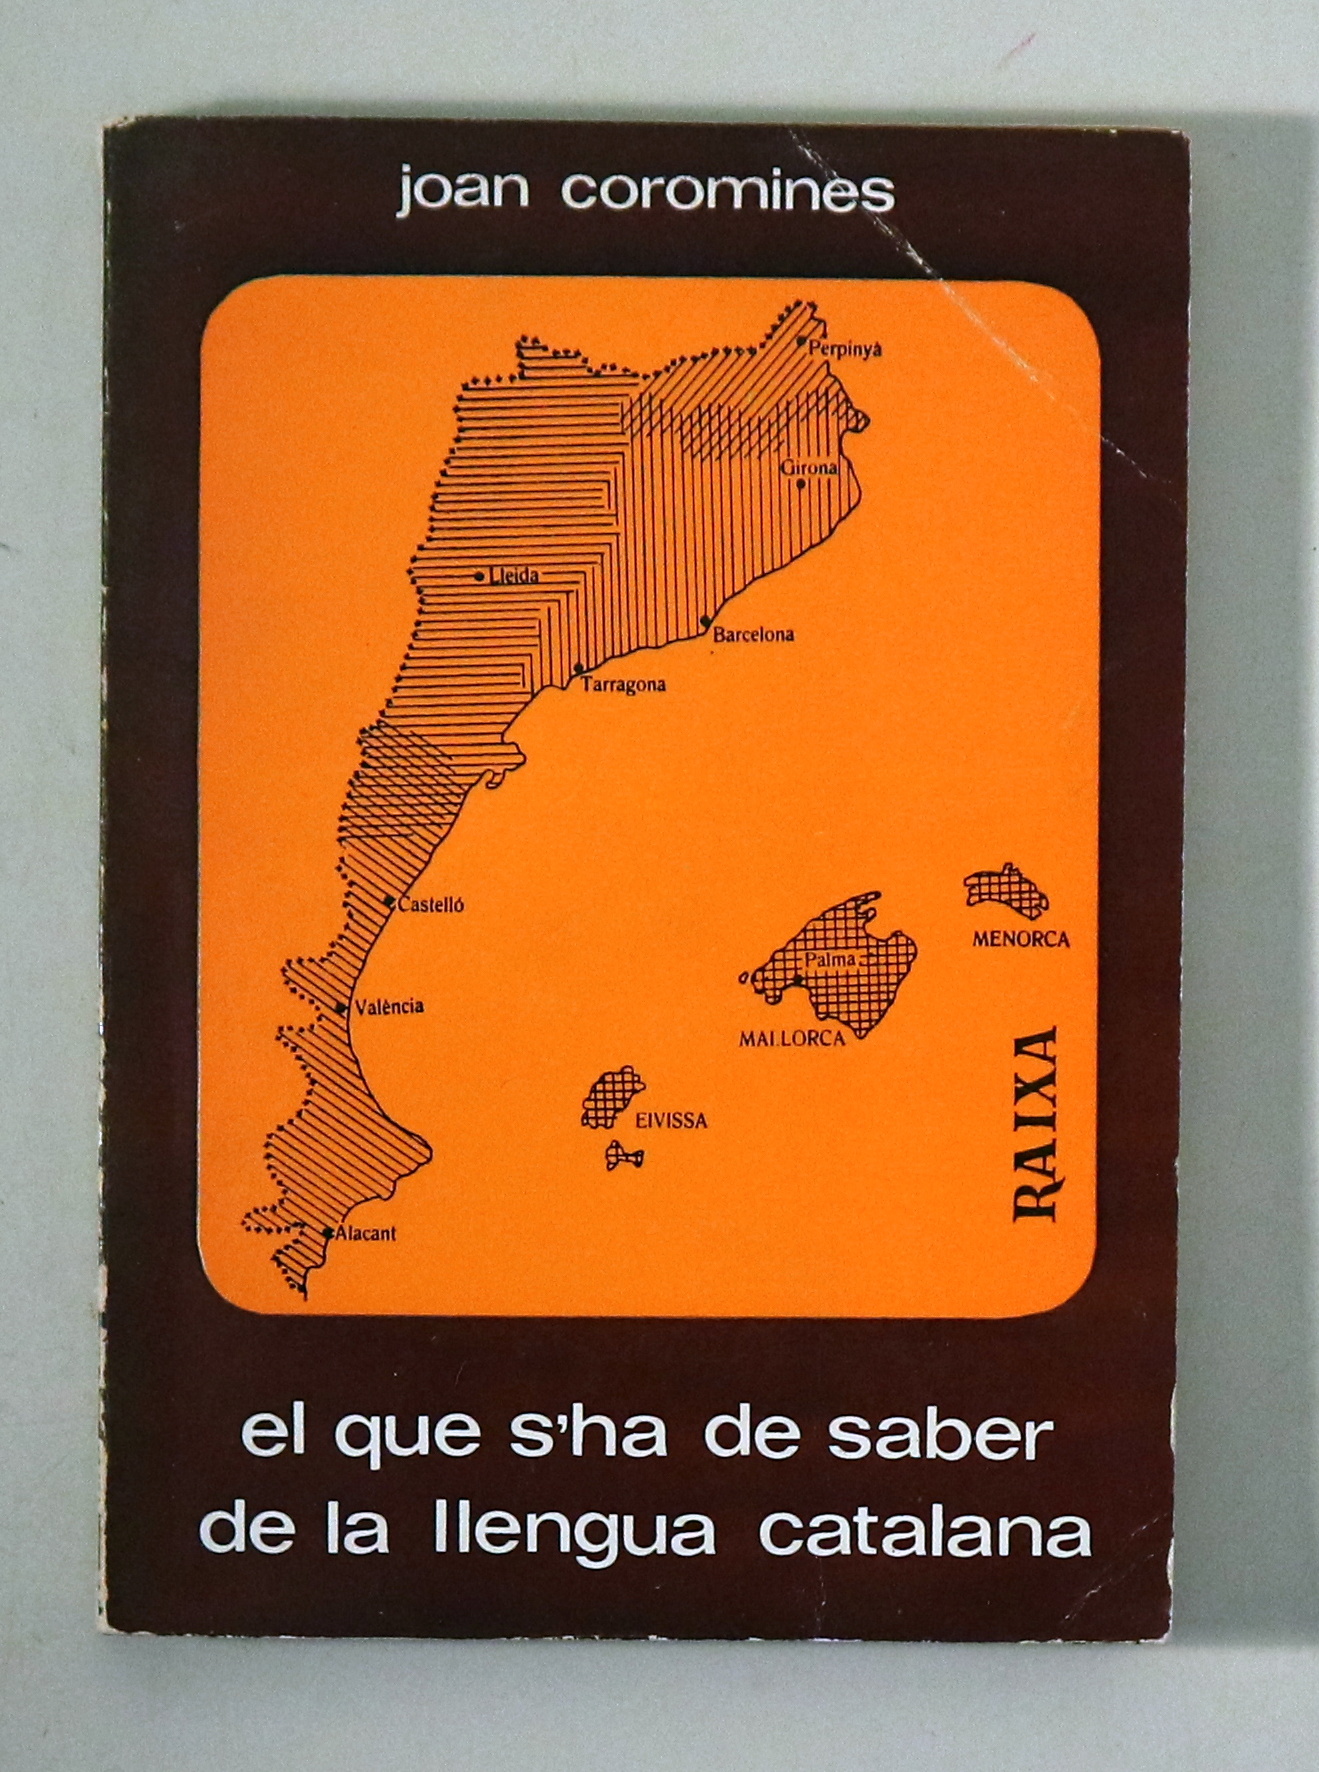 joan coromines
Perpinyà
Girona
Lleida
Barcelona
Tarragona
Castelló
MENORCA
Palma
València
MALLORCA
RAIXA
EIVISSA
Alacant
el que s'ha de saber
de la llengua catalana